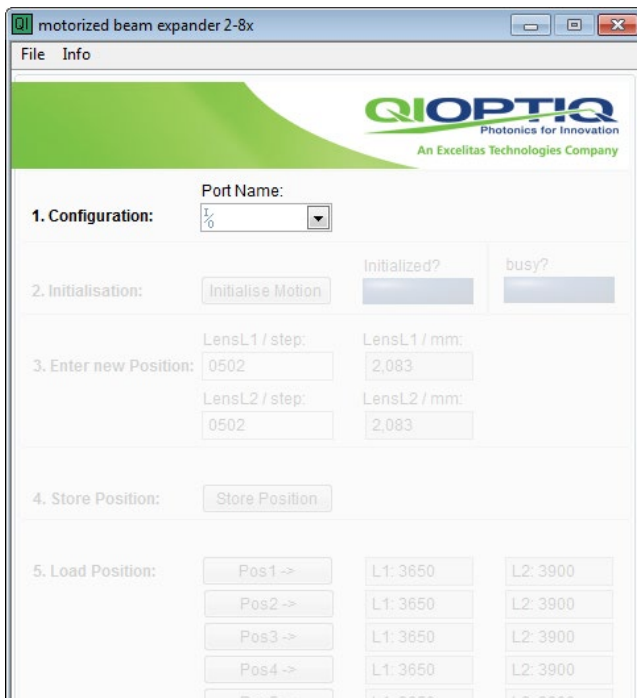 QI motorized beam expander 2-8x
File Info
QIOPTIQ
Photonics for Innovation
An Excelitas Technologies Company
Port Name:
1. Configuration:
I/O
Initialized? busy?
2. Initialisation: Initialise Motion
LensL1 / step: LensL1 / mm:
3. Enter new Position: 0502 2,083
LensL2 / step: LensL2 / mm:
0502 2,083
4. Store Position: Store Position
5. Load Position: Pos1 -> L1: 3650 L2: 3900
Pos2 -> L1: 3650 L2: 3900
Pos3 -> L1: 3650 L2: 3900
Pos4 -> L1: 3650 L2: 3900